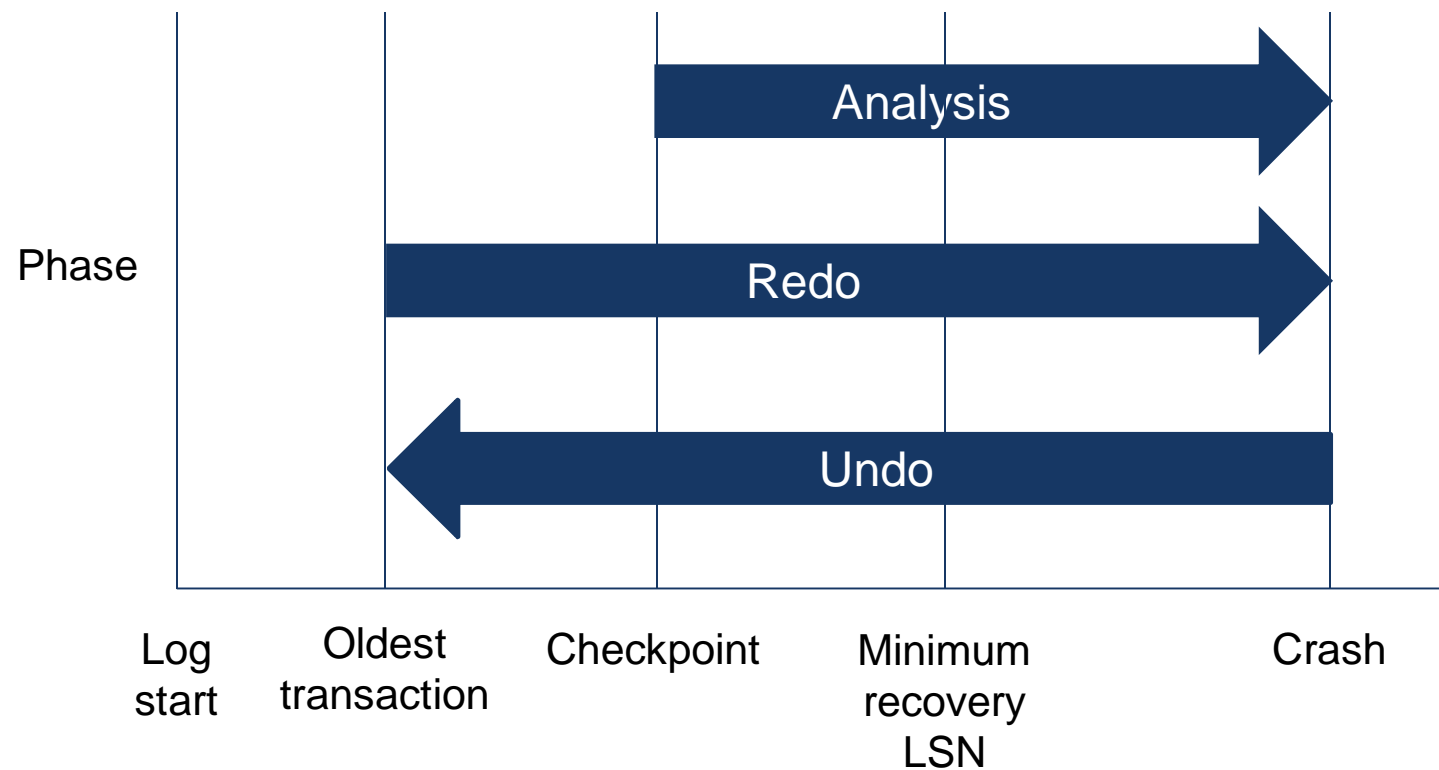 Analysis
Phase
Redo
Undo
Log
start
Oldest
transaction
Checkpoint
Minimum
recovery
LSN
Crash